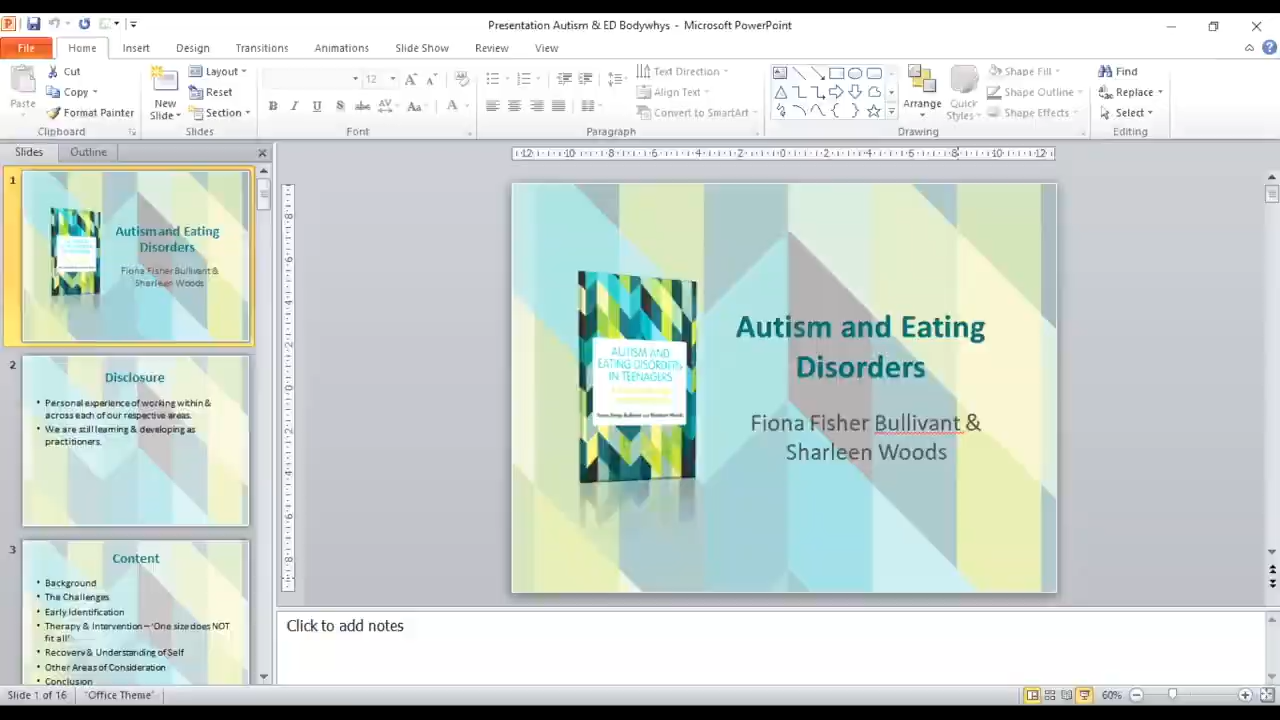 Presentation Autism & ED Bodywhys - Microsoft PowerPoint
File Home Insert Design Transitions Animations Slide Show Review View
Paste
Cut
Copy
Format Painter
Clipboard
New Slide
Layout
Reset
Section
Slides
12
Font
Text Direction
Align Text
Convert to SmartArt
Paragraph
Arrange
Quick Styles
Shape Fill
Shape Outline
Shape Effects
Drawing
Find
Replace
Select
Editing
Slides Outline
1
Autism and Eating
Disorders
Fiona Fisher Bullivant &
Sharleen Woods
2
Disclosure
• Personal experience of working within &
across each of our respective areas.
• We are still learning & developing as
practitioners.
3
Content
• Background
• The Challenges
• Early Identification
• Therapy & Intervention – 'One size does NOT
fit all'
• Recovery & Understanding of Self
• Other Areas of Consideration
• Conclusion
AUTISM AND
EATING DISORDERS
IN TEENAGERS
Autism and Eating
Disorders
Fiona Fisher Bullivant &
Sharleen Woods
Click to add notes
Slide 1 of 16 "Office Theme" 60%